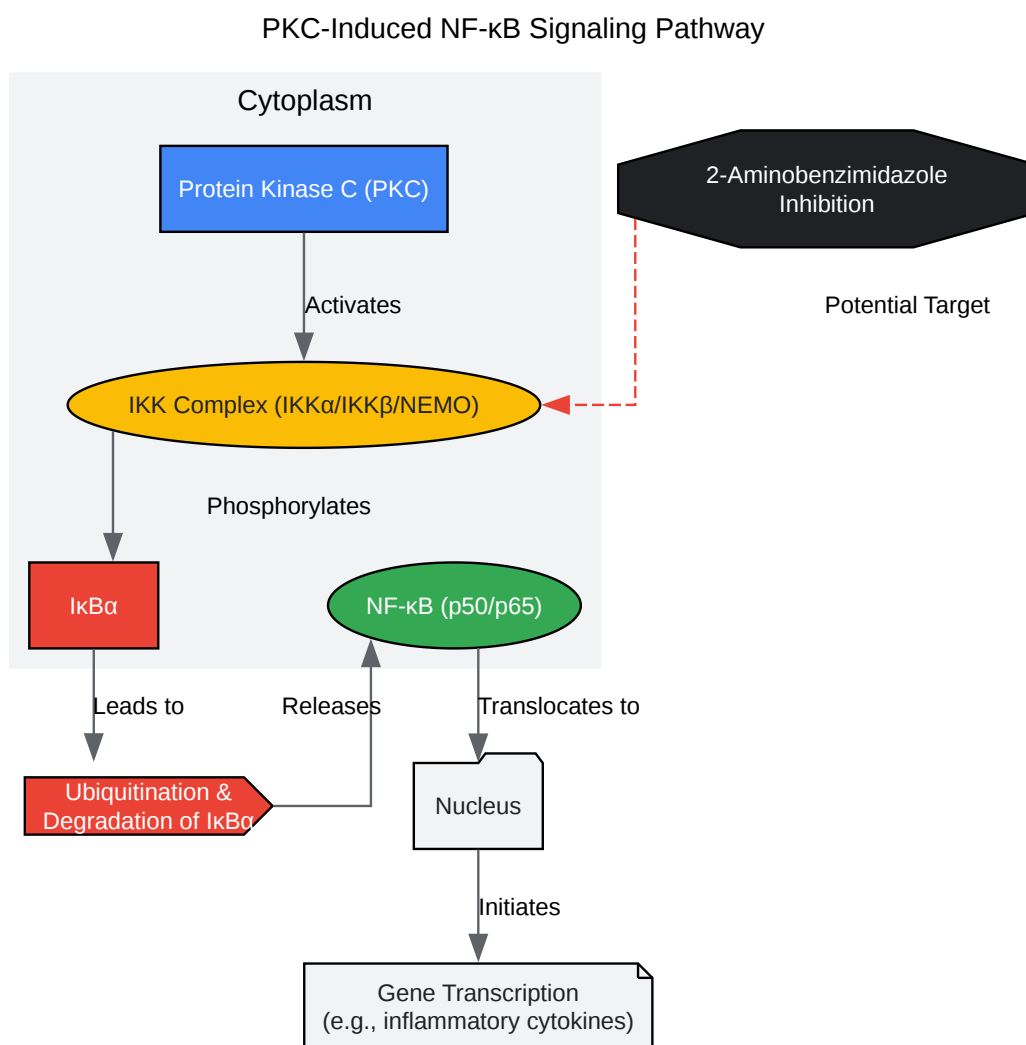 PKC-Induced NF-κB Signaling Pathway
Cytoplasm
Protein Kinase C (PKC)
2-Aminobenzimidazole
Inhibition
Activates
Potential Target
IKK Complex (IKKα/IKKβ/NEMO)
Phosphorylates
IκBα
NF-κB (p50/p65)
Leads to
Releases
Translocates to
Ubiquitination &
Degradation of IκBα
Nucleus
Initiates
Gene Transcription
(e.g., inflammatory cytokines)